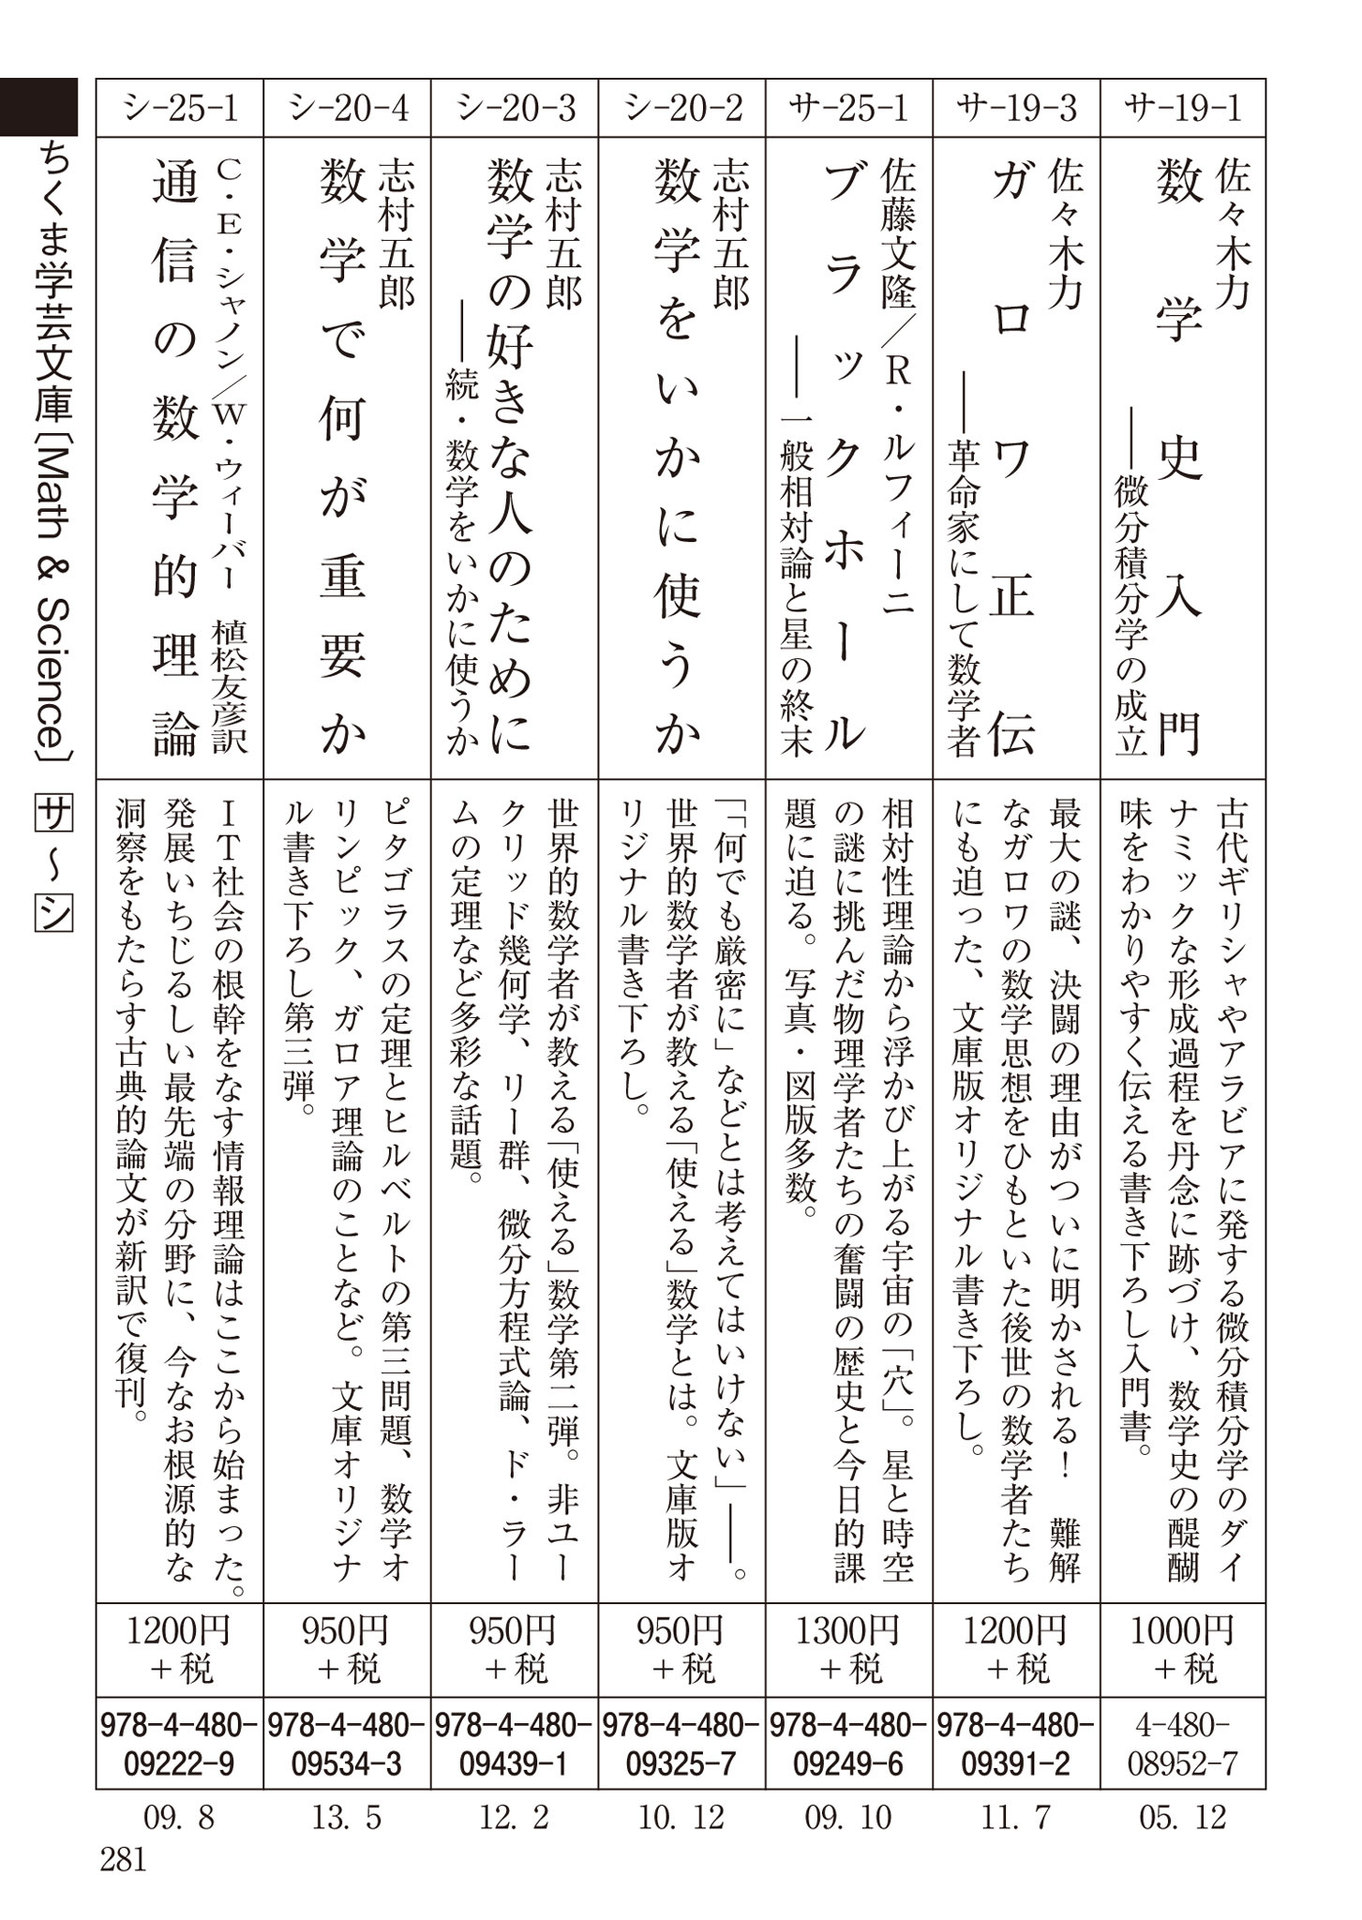 サ-19-1
佐々木力
数学史入門
――微分積分学の成立
古代ギリシャやアラビアに発する微分積分学のダイ
ナミックな形成過程を丹念に跡づけ、数学史の醍醐
味をわかりやすく伝える書き下ろし入門書。
1000円
+税
4-480-
08952-7
05. 12
サ-19-3
佐々木力
ガロワ正伝
――革命家にして数学者
最大の謎、決闘の理由がついに明かされる！　難解
なガロワの数学思想をひもといた後世の数学者たち
にも迫った、文庫版オリジナル書き下ろし。
1200円
+税
978-4-480-
09391-2
11. 7
サ-25-1
佐藤文隆／R・ルフィーニ
ブラックホール
――一般相対論と星の終末
相対性理論から浮かび上がる宇宙の「穴」。星と時空
の謎に挑んだ物理学者たちの奮闘の歴史と今日的課
題に迫る。写真・図版多数。
1300円
+税
978-4-480-
09249-6
09. 10
シ-20-2
志村五郎
数学をいかに使うか
「「何でも厳密に」などとは考えてはいけない」――。
世界的数学者が教える「使える」数学とは。文庫版オ
リジナル書き下ろし。
950円
+税
978-4-480-
09325-7
10. 12
シ-20-3
志村五郎
数学の好きな人のために
――続・数学をいかに使うか
世界的数学者が教える「使える」数学第二弾。非ユー
クリッド幾何学、リー群、微分方程式論、ド・ラー
ムの定理など多彩な話題。
950円
+税
978-4-480-
09439-1
12. 2
シ-20-4
志村五郎
数学で何が重要か
ピタゴラスの定理とヒルベルトの第三問題、数学オ
リンピック、ガロア理論のことなど。文庫オリジナ
ル書き下ろし第三弾。
950円
+税
978-4-480-
09534-3
13. 5
シ-25-1
C・E・シャノン／W・ウィーバー　植松友彦訳
通信の数学的理論
IT社会の根幹をなす情報理論はここから始まった。
発展いちじるしい最先端の分野に、今なお根源的な
洞察をもたらす古典的論文が新訳で復刊。
1200円
+税
978-4-480-
09222-9
09. 8
ちくま学芸文庫〔Math & Science〕 サ～シ
281